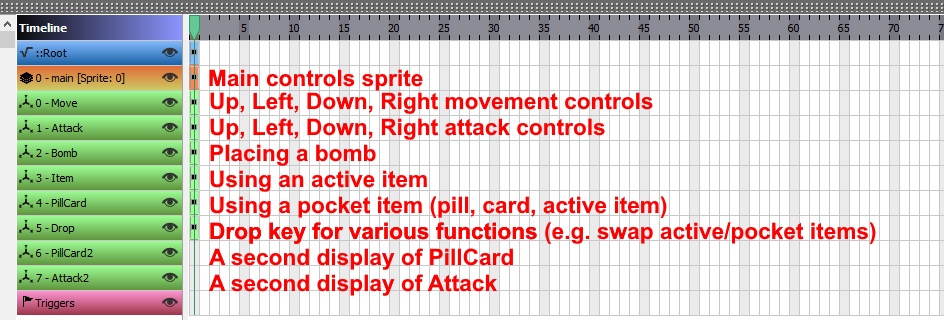 Timeline 5 10 15 20 25 30 35 40 45 50 55 60 65 70 75
::Root
0 - main [Sprite: 0] Main controls sprite
0 - Move Up, Left, Down, Right movement controls
1 - Attack Up, Left, Down, Right attack controls
2 - Bomb Placing a bomb
3 - Item Using an active item
4 - PillCard Using a pocket item (pill, card, active item)
5 - Drop Drop key for various functions (e.g. swap active/pocket items)
6 - PillCard2 A second display of PillCard
7 - Attack2 A second display of Attack
Triggers